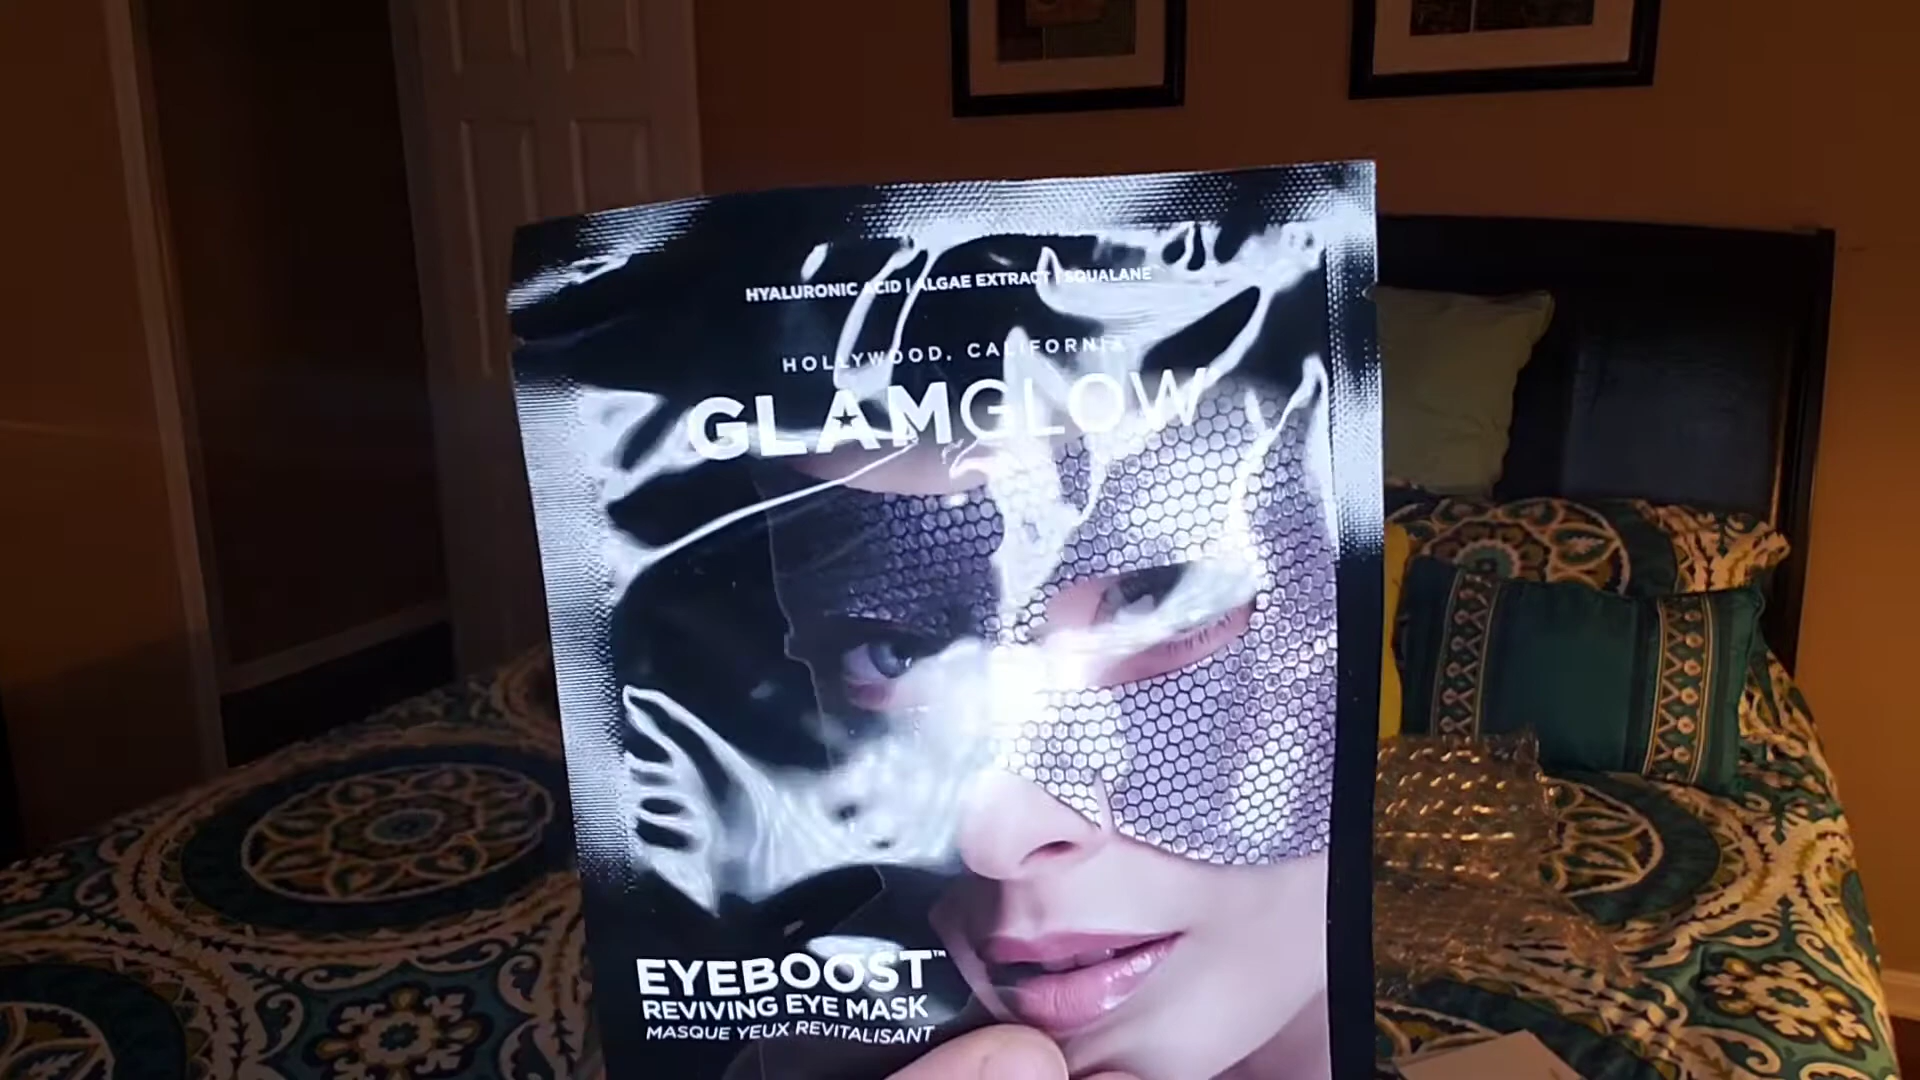 HYALURONIC ACID | ALGAE EXTRACT | SQUALANE
HOLLYWOOD, CALIFORNIA
GLAMGLOW
EYEBOOST™
REVIVING EYE MASK
MASQUE YEUX REVITALISANT